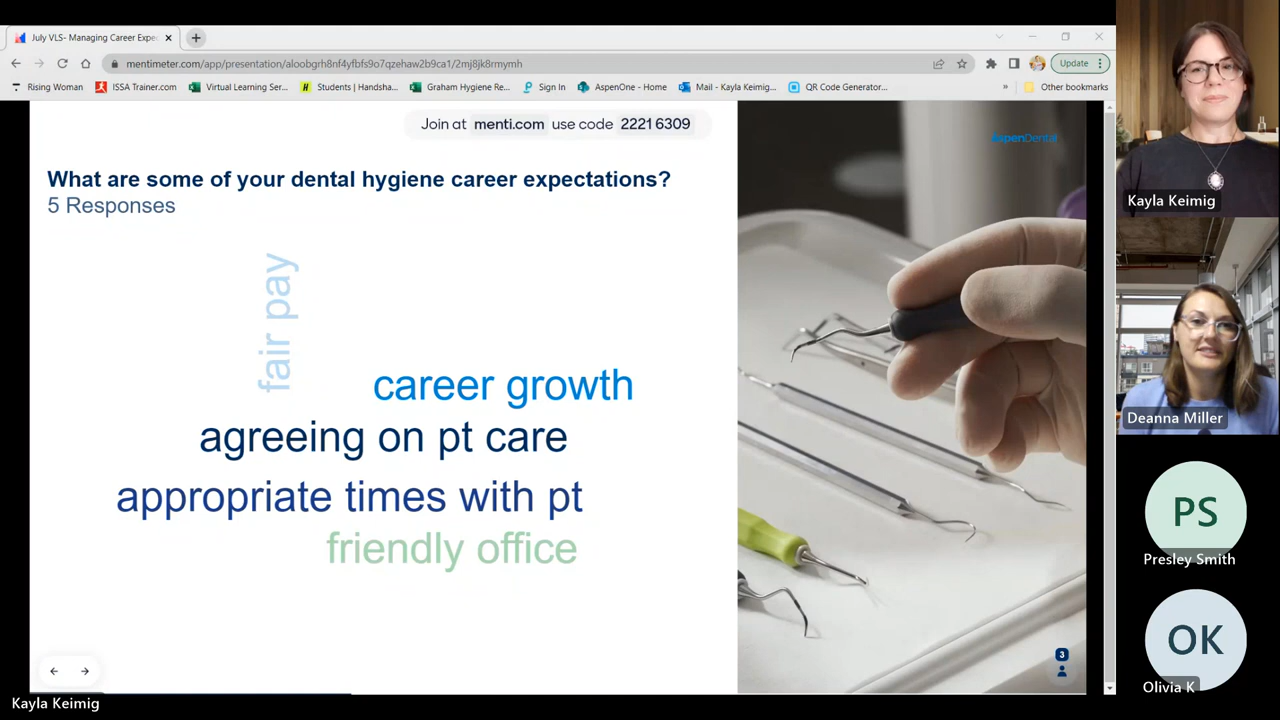 July VLS- Managing Career Expe
mentimeter.com/app/presentation/aloobgrh8nf4yfbfs9o7qzehaw2b9ca1/2mj8jk8rmymh
Update
Rising Woman
ISSA Trainer.com
Virtual Learning Ser...
Students | Handsha...
Graham Hygiene Re...
Sign In
AspenOne - Home
Mail - Kayla Keimig...
QR Code Generator...
»
Other bookmarks
Join at menti.com use code 2221 6309
AspenDental
What are some of your dental hygiene career expectations?
5 Responses
fair pay
career growth
agreeing on pt care
appropriate times with pt
friendly office
3
Kayla Keimig
Kayla Keimig
Deanna Miller
PS
Presley Smith
OK
Olivia K